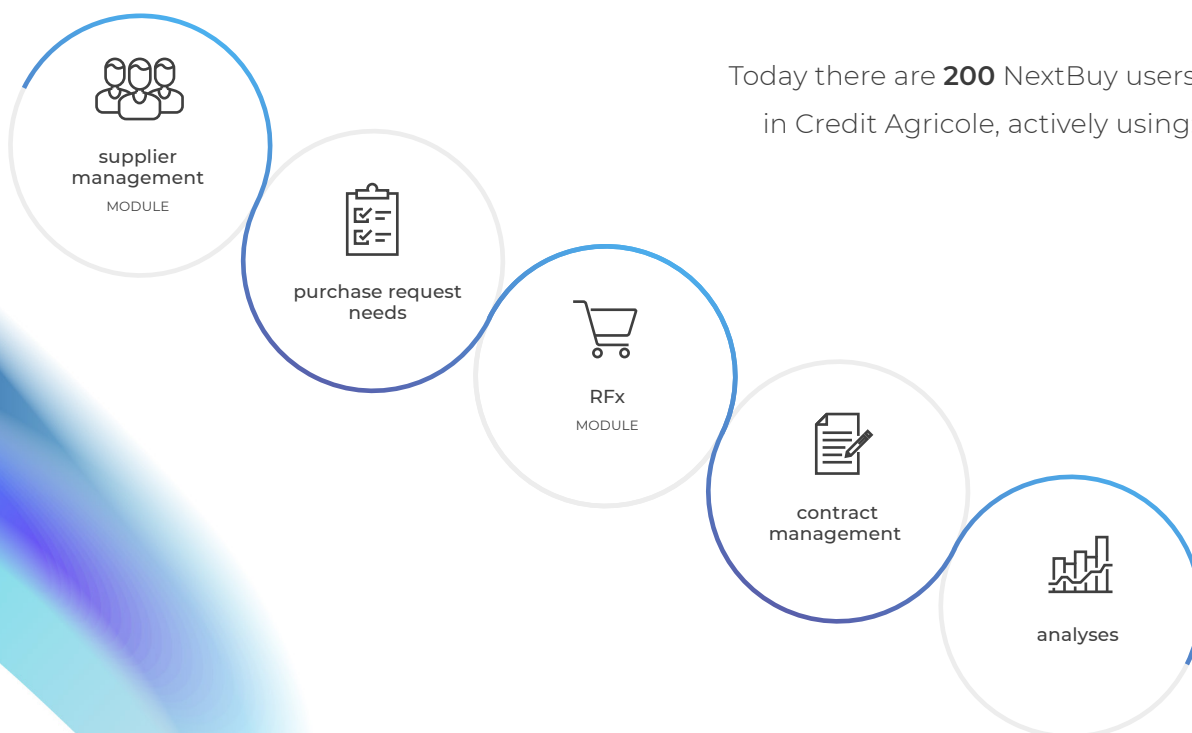 Today there are 200 NextBuy users
in Credit Agricole, actively using
supplier
management
MODULE
purchase request
needs
RFx
MODULE
contract
management
analyses